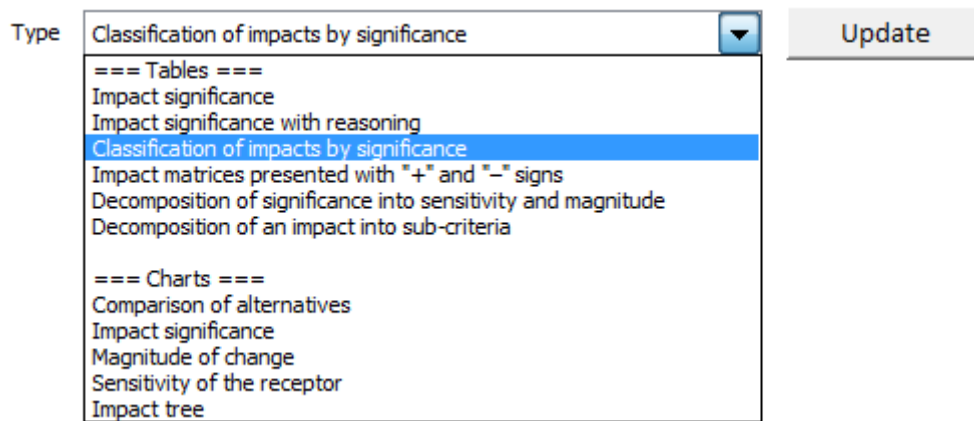 Type Classification of impacts by significance Update
=== Tables ===
Impact significance
Impact significance with reasoning
Classification of impacts by significance
Impact matrices presented with "+" and "–" signs
Decomposition of significance into sensitivity and magnitude
Decomposition of an impact into sub-criteria
=== Charts ===
Comparison of alternatives
Impact significance
Magnitude of change
Sensitivity of the receptor
Impact tree